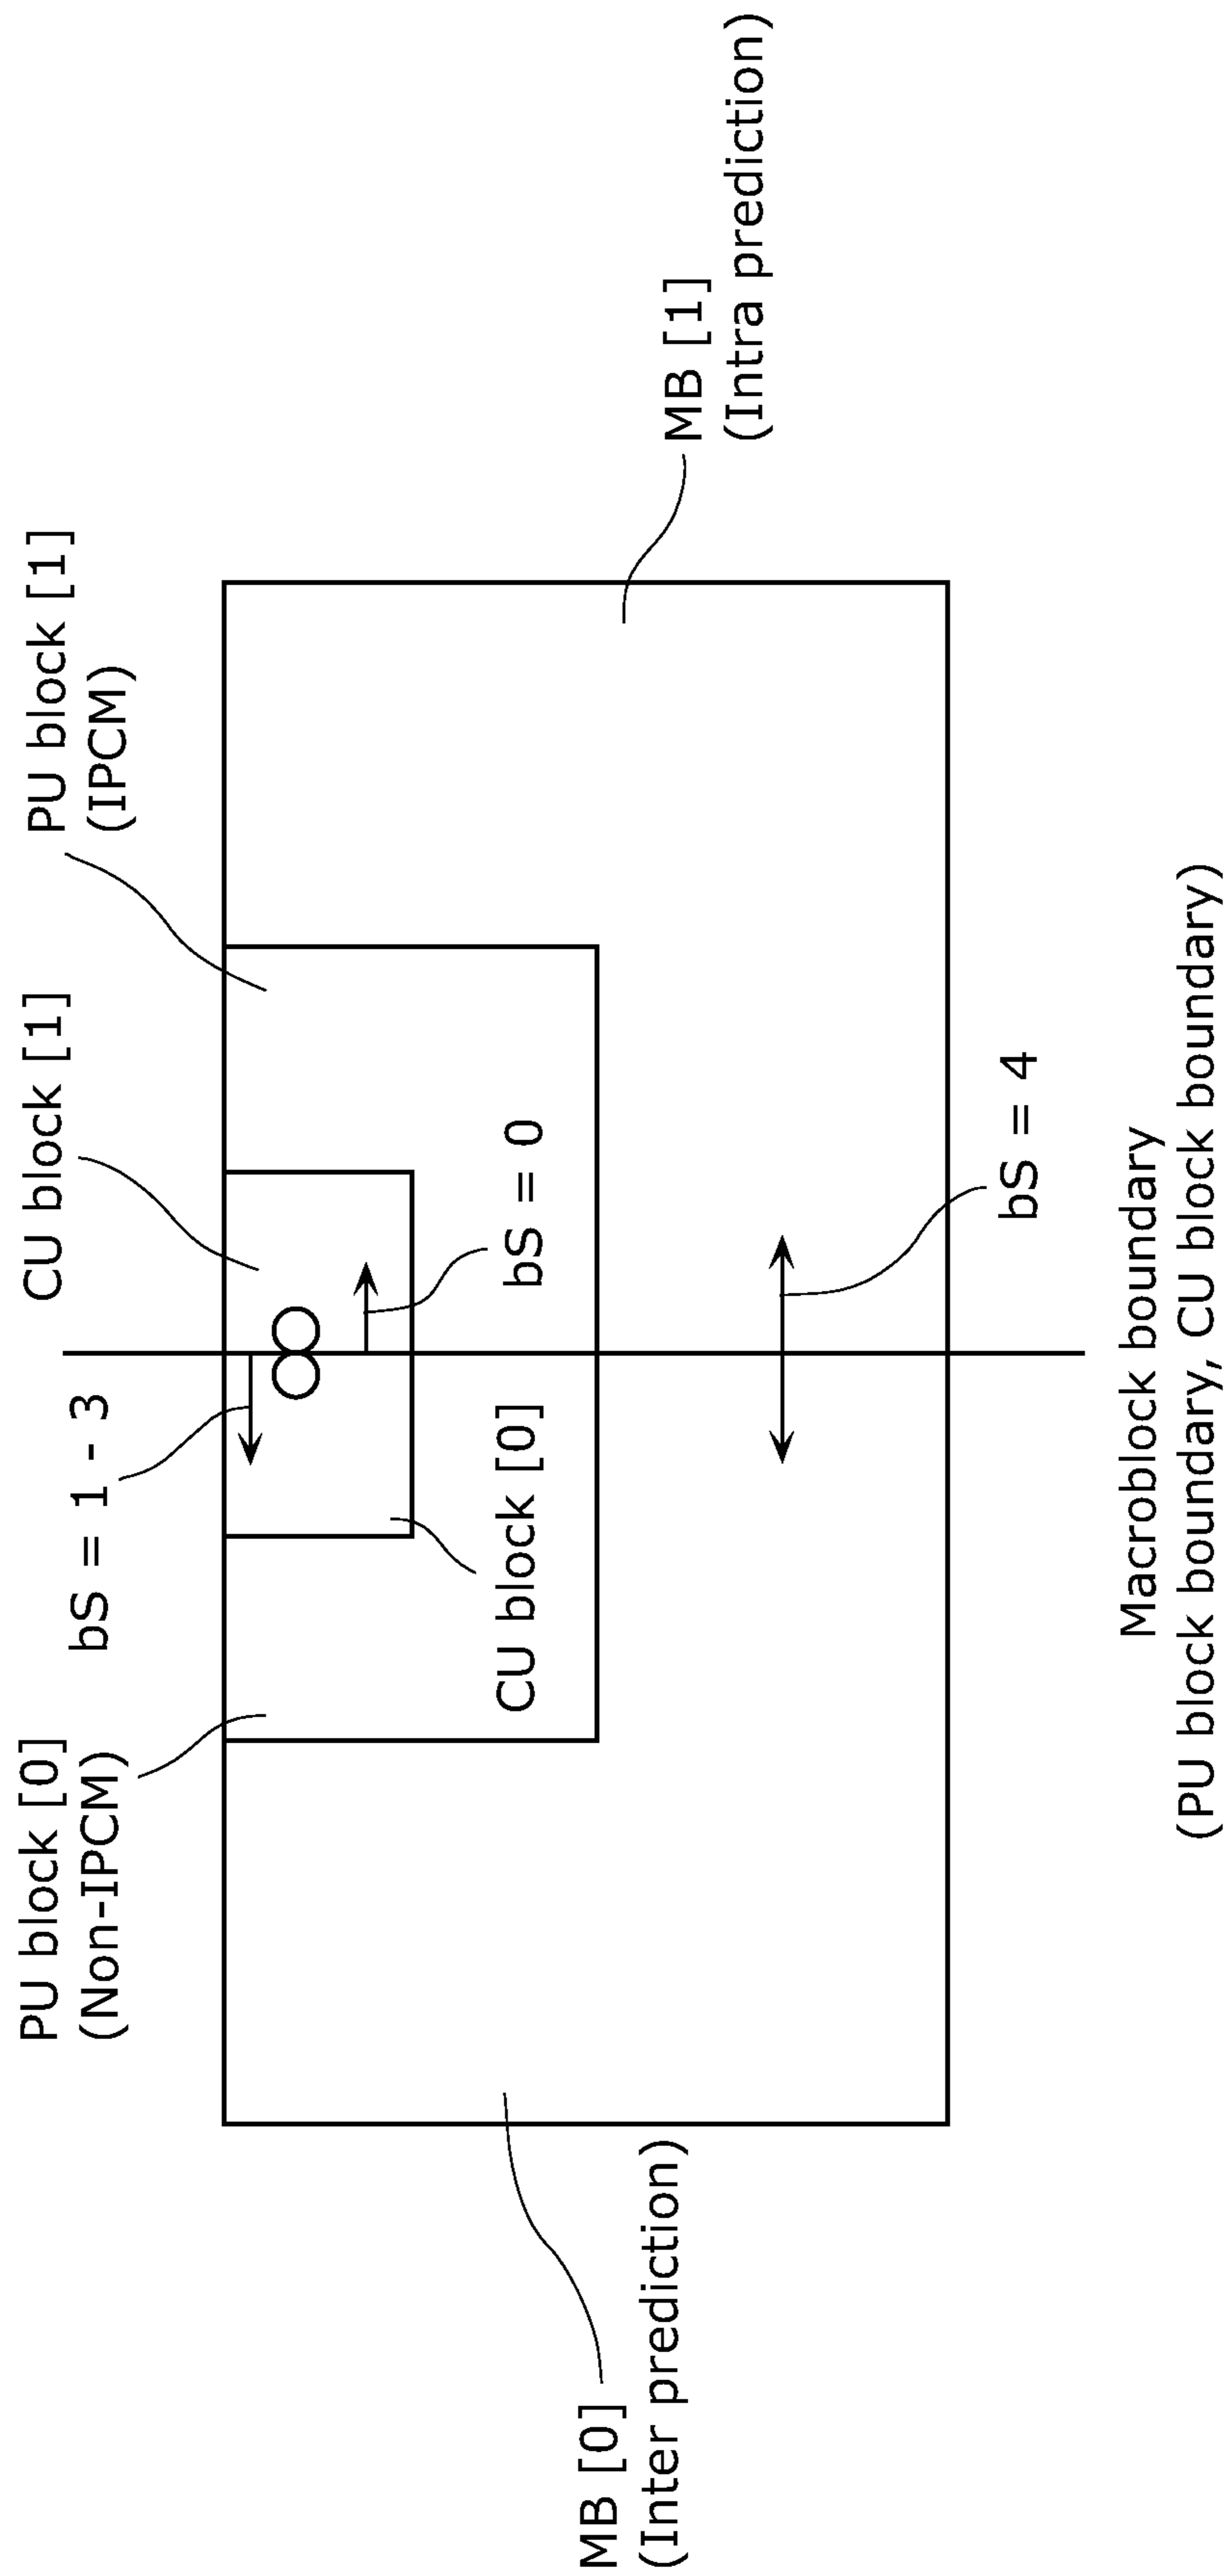 PU block [0]
(Non-IPCM)
bS = 1 - 3
CU block [1]
PU block [1]
(IPCM)
CU block [0]
bS = 0
MB [0]
(Inter prediction)
MB [1]
(Intra prediction)
bS = 4
Macroblock boundary
(PU block boundary, CU block boundary)